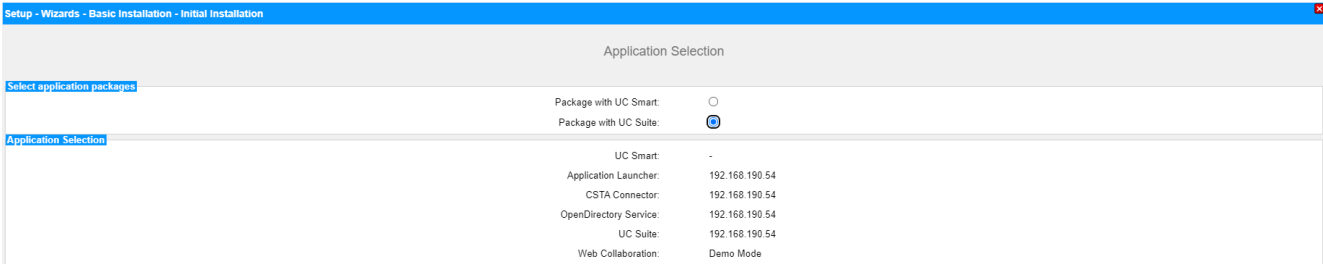 Setup - Wizards - Basic Installation - Initial Installation
Application Selection
Select application packages
Package with UC Smart:
Package with UC Suite:
Application Selection
UC Smart: -
Application Launcher: 192.168.190.54
CSTA Connector: 192.168.190.54
OpenDirectory Service: 192.168.190.54
UC Suite: 192.168.190.54
Web Collaboration: Demo Mode